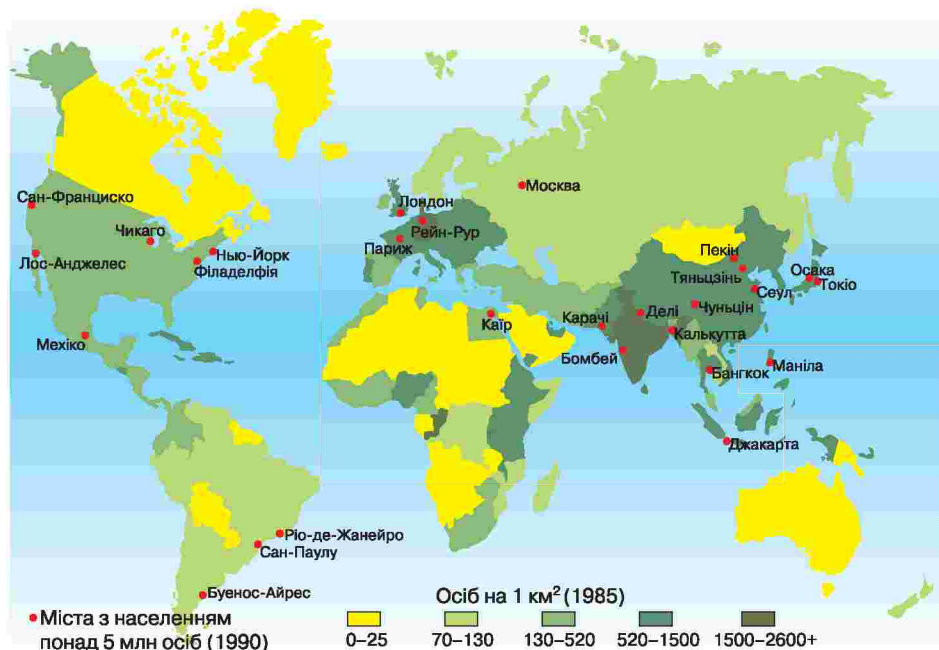 Москва
Сан-Франциско
Лондон
Чикаго
Рейн-Рур
Нью-Йорк
Париж
Пекін
Лос-Анджелес
Філаделфія
Тяньцзінь
Осака
Сеул
Токіо
Карачі
Делі
Чуньцін
Каїр
Калькутта
Мехіко
Бомбей
Бангкок
Маніла
Джакарта
Ріо-де-Жанейро
Сан-Паулу
Буенос-Айрес
Осіб на 1 км² (1985)
Міста з населенням
понад 5 млн осіб (1990)
0–25
70–130
130–520
520–1500
1500–2600+